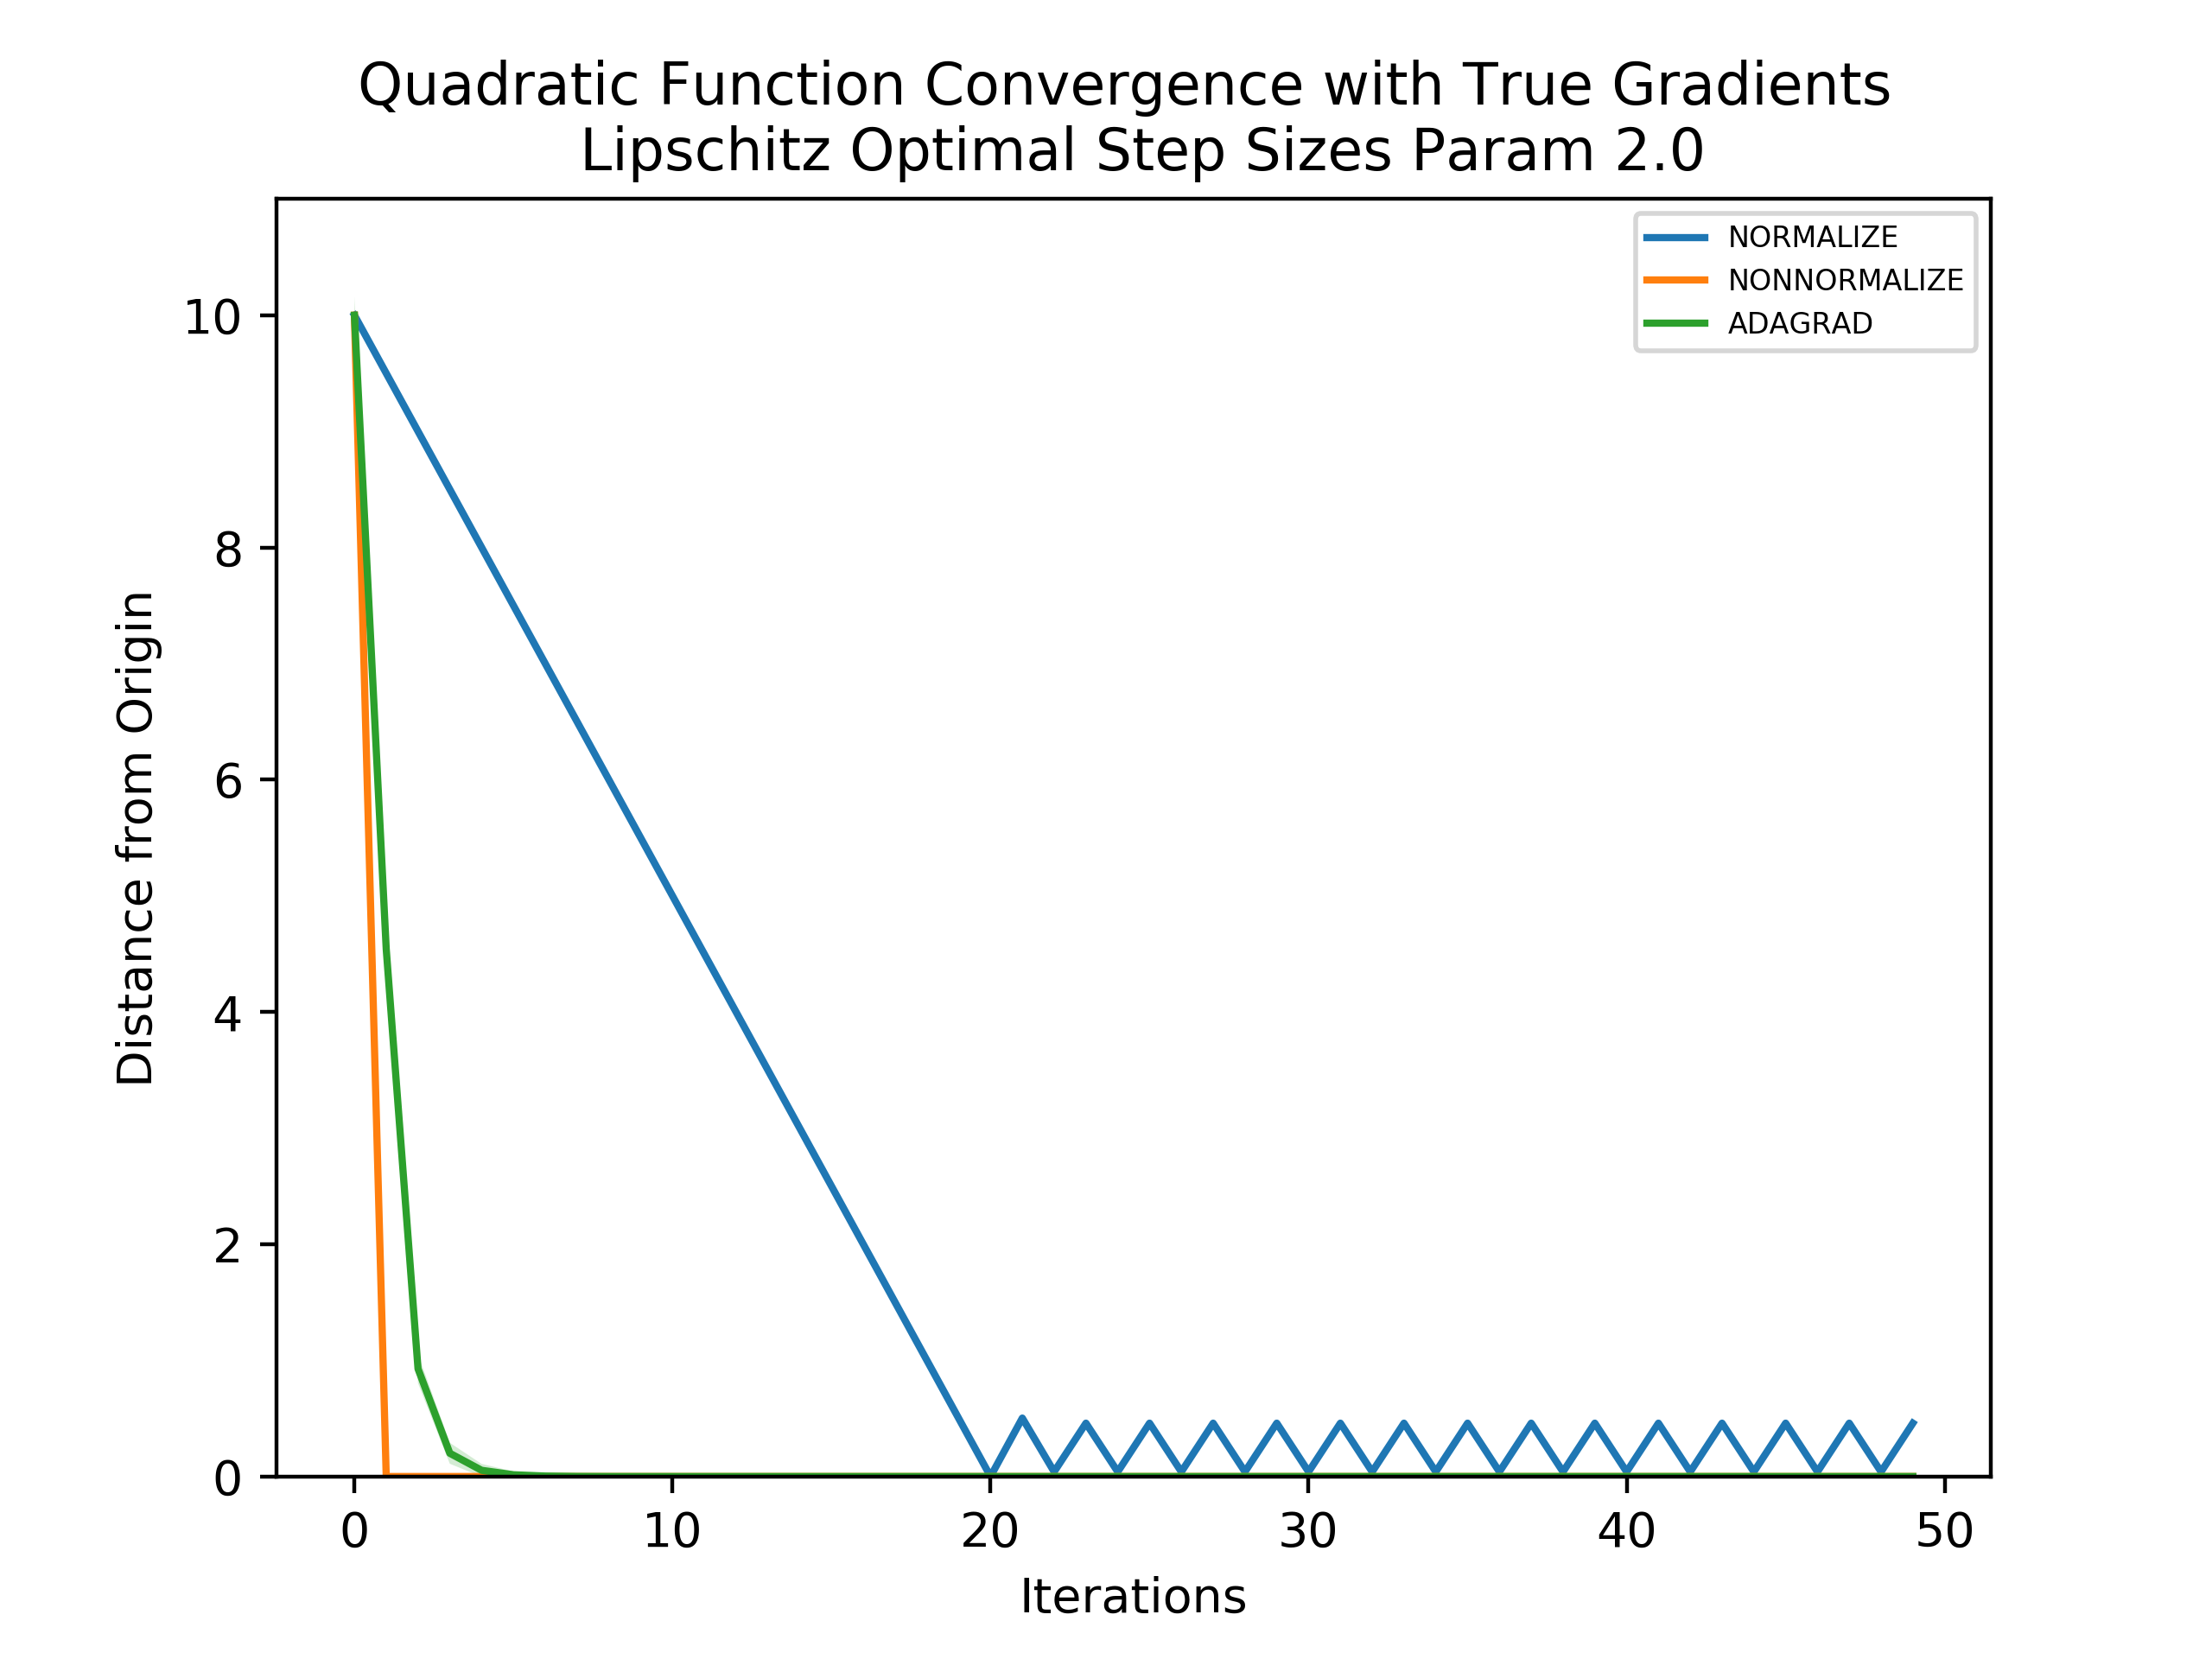 Quadratic Function Convergence with True Gradients
Lipschitz Optimal Step Sizes Param 2.0
NORMALIZE
NONNORMALIZE
ADAGRAD
10
8
6
4
2
0
Distance from Origin
0 10 20 30 40 50
Iterations